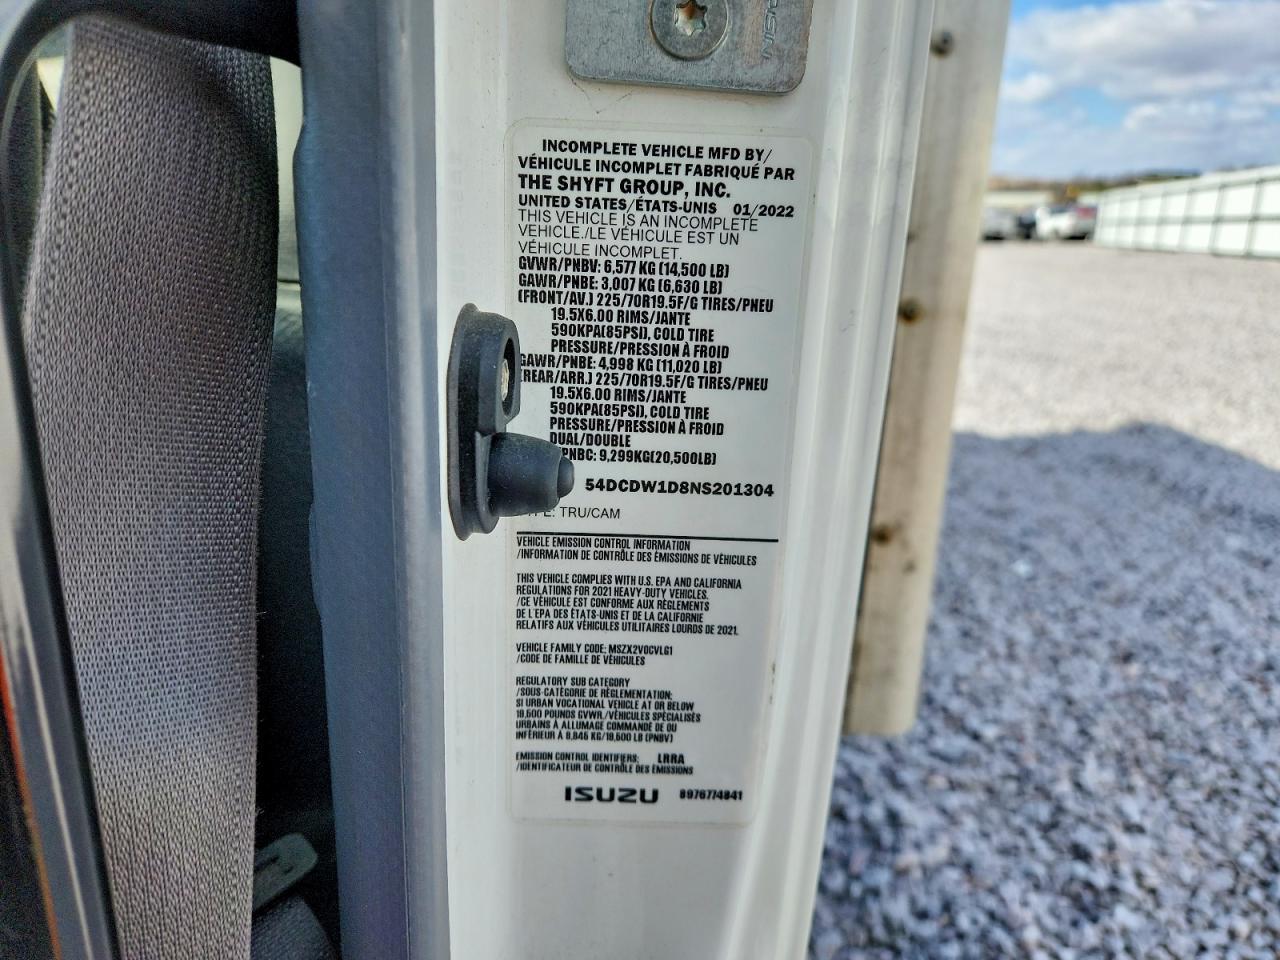 INCOMPLETE VEHICLE MFD BY/
VÉHICULE INCOMPLET FABRIQUÉ PAR
THE SHYFT GROUP, INC.
UNITED STATES/ÉTATS-UNIS 01/2022
THIS VEHICLE IS AN INCOMPLETE
VEHICLE./LE VÉHICULE EST UN
VÉHICULE INCOMPLET.
GVWR/PNBV: 6,577 KG (14,500 LB)
GAWR/PNBE: 3,007 KG (6,630 LB)
(FRONT/AV.) 225/70R19.5F/G TIRES/PNEU
19.5X6.00 RIMS/JANTE
590KPA(85PSI), COLD TIRE
PRESSURE/PRESSION À FROID
GAWR/PNBE: 4,998 KG (11,020 LB)
(REAR/ARR.) 225/70R19.5F/G TIRES/PNEU
19.5X6.00 RIMS/JANTE
590KPA(85PSI), COLD TIRE
PRESSURE/PRESSION À FROID
DUAL/DOUBLE
PNBC: 9,299KG(20,500LB)
54DCDW1D8NS201304
TRU/CAM
VEHICLE EMISSION CONTROL INFORMATION
/INFORMATION DE CONTRÔLE DES ÉMISSIONS DE VÉHICULES
THIS VEHICLE COMPLIES WITH U.S. EPA AND CALIFORNIA
REGULATIONS FOR 2021 HEAVY-DUTY VEHICLES.
/CE VÉHICULE EST CONFORME AUX RÈGLEMENTS
DE L'EPA DES ÉTATS-UNIS ET DE LA CALIFORNIE
RELATIFS AUX VÉHICULES UTILITAIRES LOURDS DE 2021.
VEHICLE FAMILY CODE: MSZX2VOCVLG1
/CODE DE FAMILLE DE VÉHICULES
REGULATORY SUB CATEGORY
/SOUS-CATÉGORIE DE RÉGLEMENTATION:
SI URBAN VOCATIONAL VEHICLE AT OR BELOW
19,500 POUNDS GVWR/VÉHICULES SPÉCIALISÉS
URBAINS À ALLUMAGE COMMANDÉ DE OU
INFÉRIEUR À 8,845 KG/19,500 LB (PNBV)
EMISSION CONTROL IDENTIFIERS: LRRA
/IDENTIFICATEUR DE CONTRÔLE DES ÉMISSIONS
ISUZU 8976774841